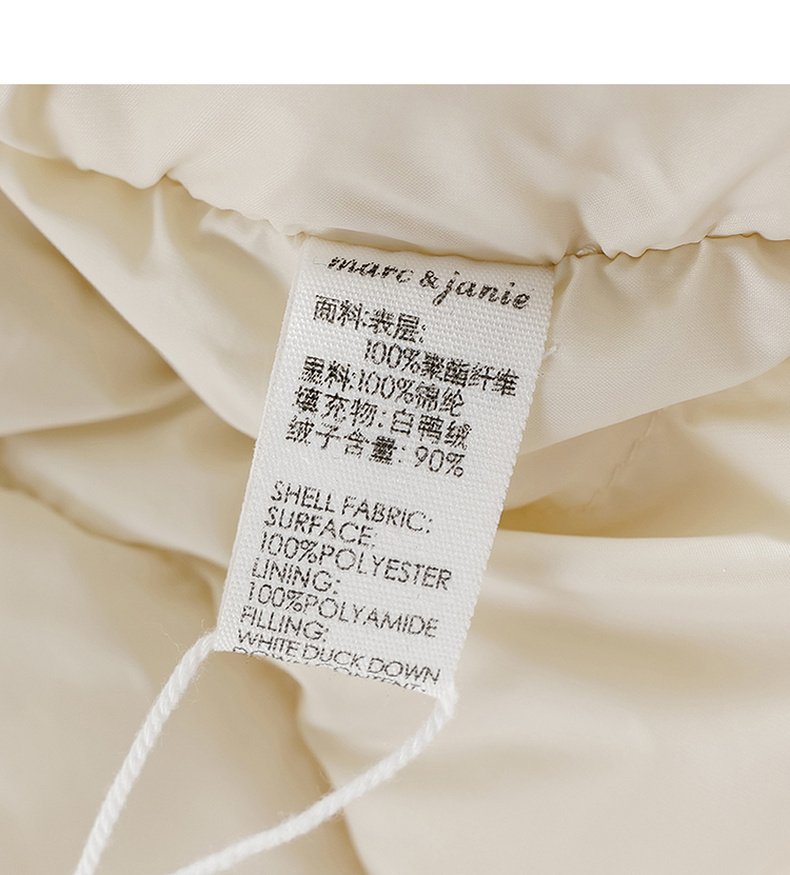 marc & janie
面料:表层:
100%聚酯纤维
里料:100%锦纶
填充物:白鸭绒
绒子含量:90%
SHELL FABRIC:
SURFACE:
100%POLYESTER
LINING:
100%POLYAMIDE
FILLING:
WHITE DUCK DOWN